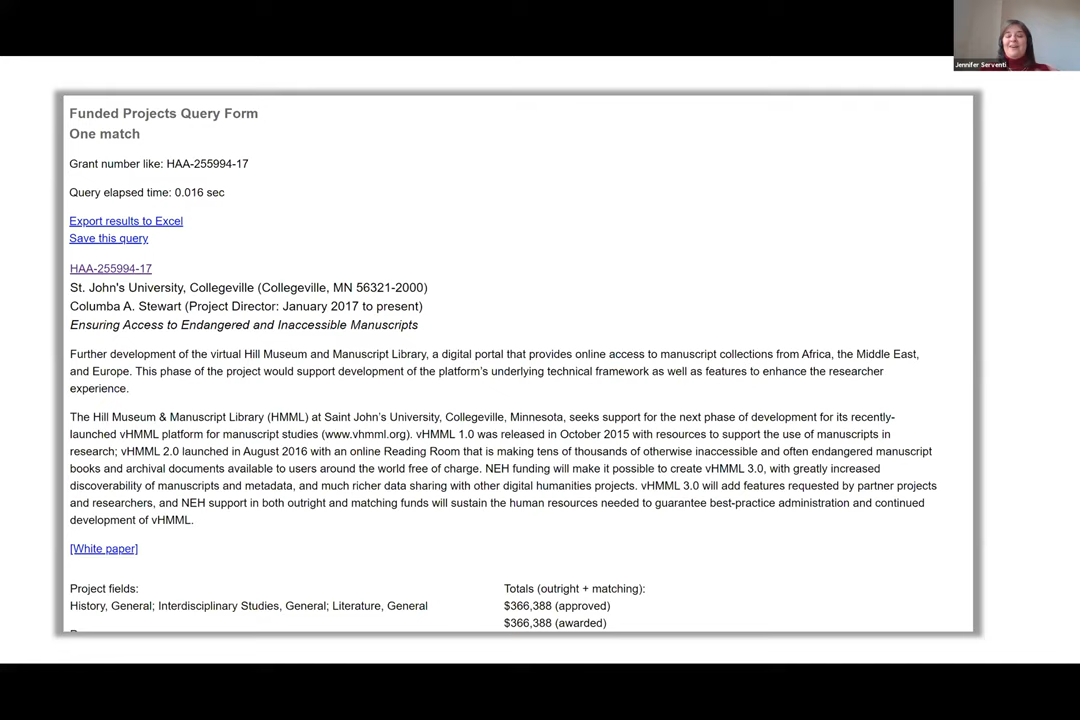 Jennifer Serventi
Funded Projects Query Form
One match
Grant number like: HAA-255994-17
Query elapsed time: 0.016 sec
Export results to Excel
Save this query
HAA-255994-17
St. John's University, Collegeville (Collegeville, MN 56321-2000)
Columba A. Stewart (Project Director: January 2017 to present)
Ensuring Access to Endangered and Inaccessible Manuscripts
Further development of the virtual Hill Museum and Manuscript Library, a digital portal that provides online access to manuscript collections from Africa, the Middle East,
and Europe. This phase of the project would support development of the platform's underlying technical framework as well as features to enhance the researcher
experience.
The Hill Museum & Manuscript Library (HMML) at Saint John's University, Collegeville, Minnesota, seeks support for the next phase of development for its recently-
launched vHMML platform for manuscript studies (www.vhmml.org). vHMML 1.0 was released in October 2015 with resources to support the use of manuscripts in
research; vHMML 2.0 launched in August 2016 with an online Reading Room that is making tens of thousands of otherwise inaccessible and often endangered manuscript
books and archival documents available to users around the world free of charge. NEH funding will make it possible to create vHMML 3.0, with greatly increased
discoverability of manuscripts and metadata, and much richer data sharing with other digital humanities projects. vHMML 3.0 will add features requested by partner projects
and researchers, and NEH support in both outright and matching funds will sustain the human resources needed to guarantee best-practice administration and continued
development of vHMML.
[White paper]
Project fields:
History, General; Interdisciplinary Studies, General; Literature, General
Totals (outright + matching):
$366,388 (approved)
$366,388 (awarded)